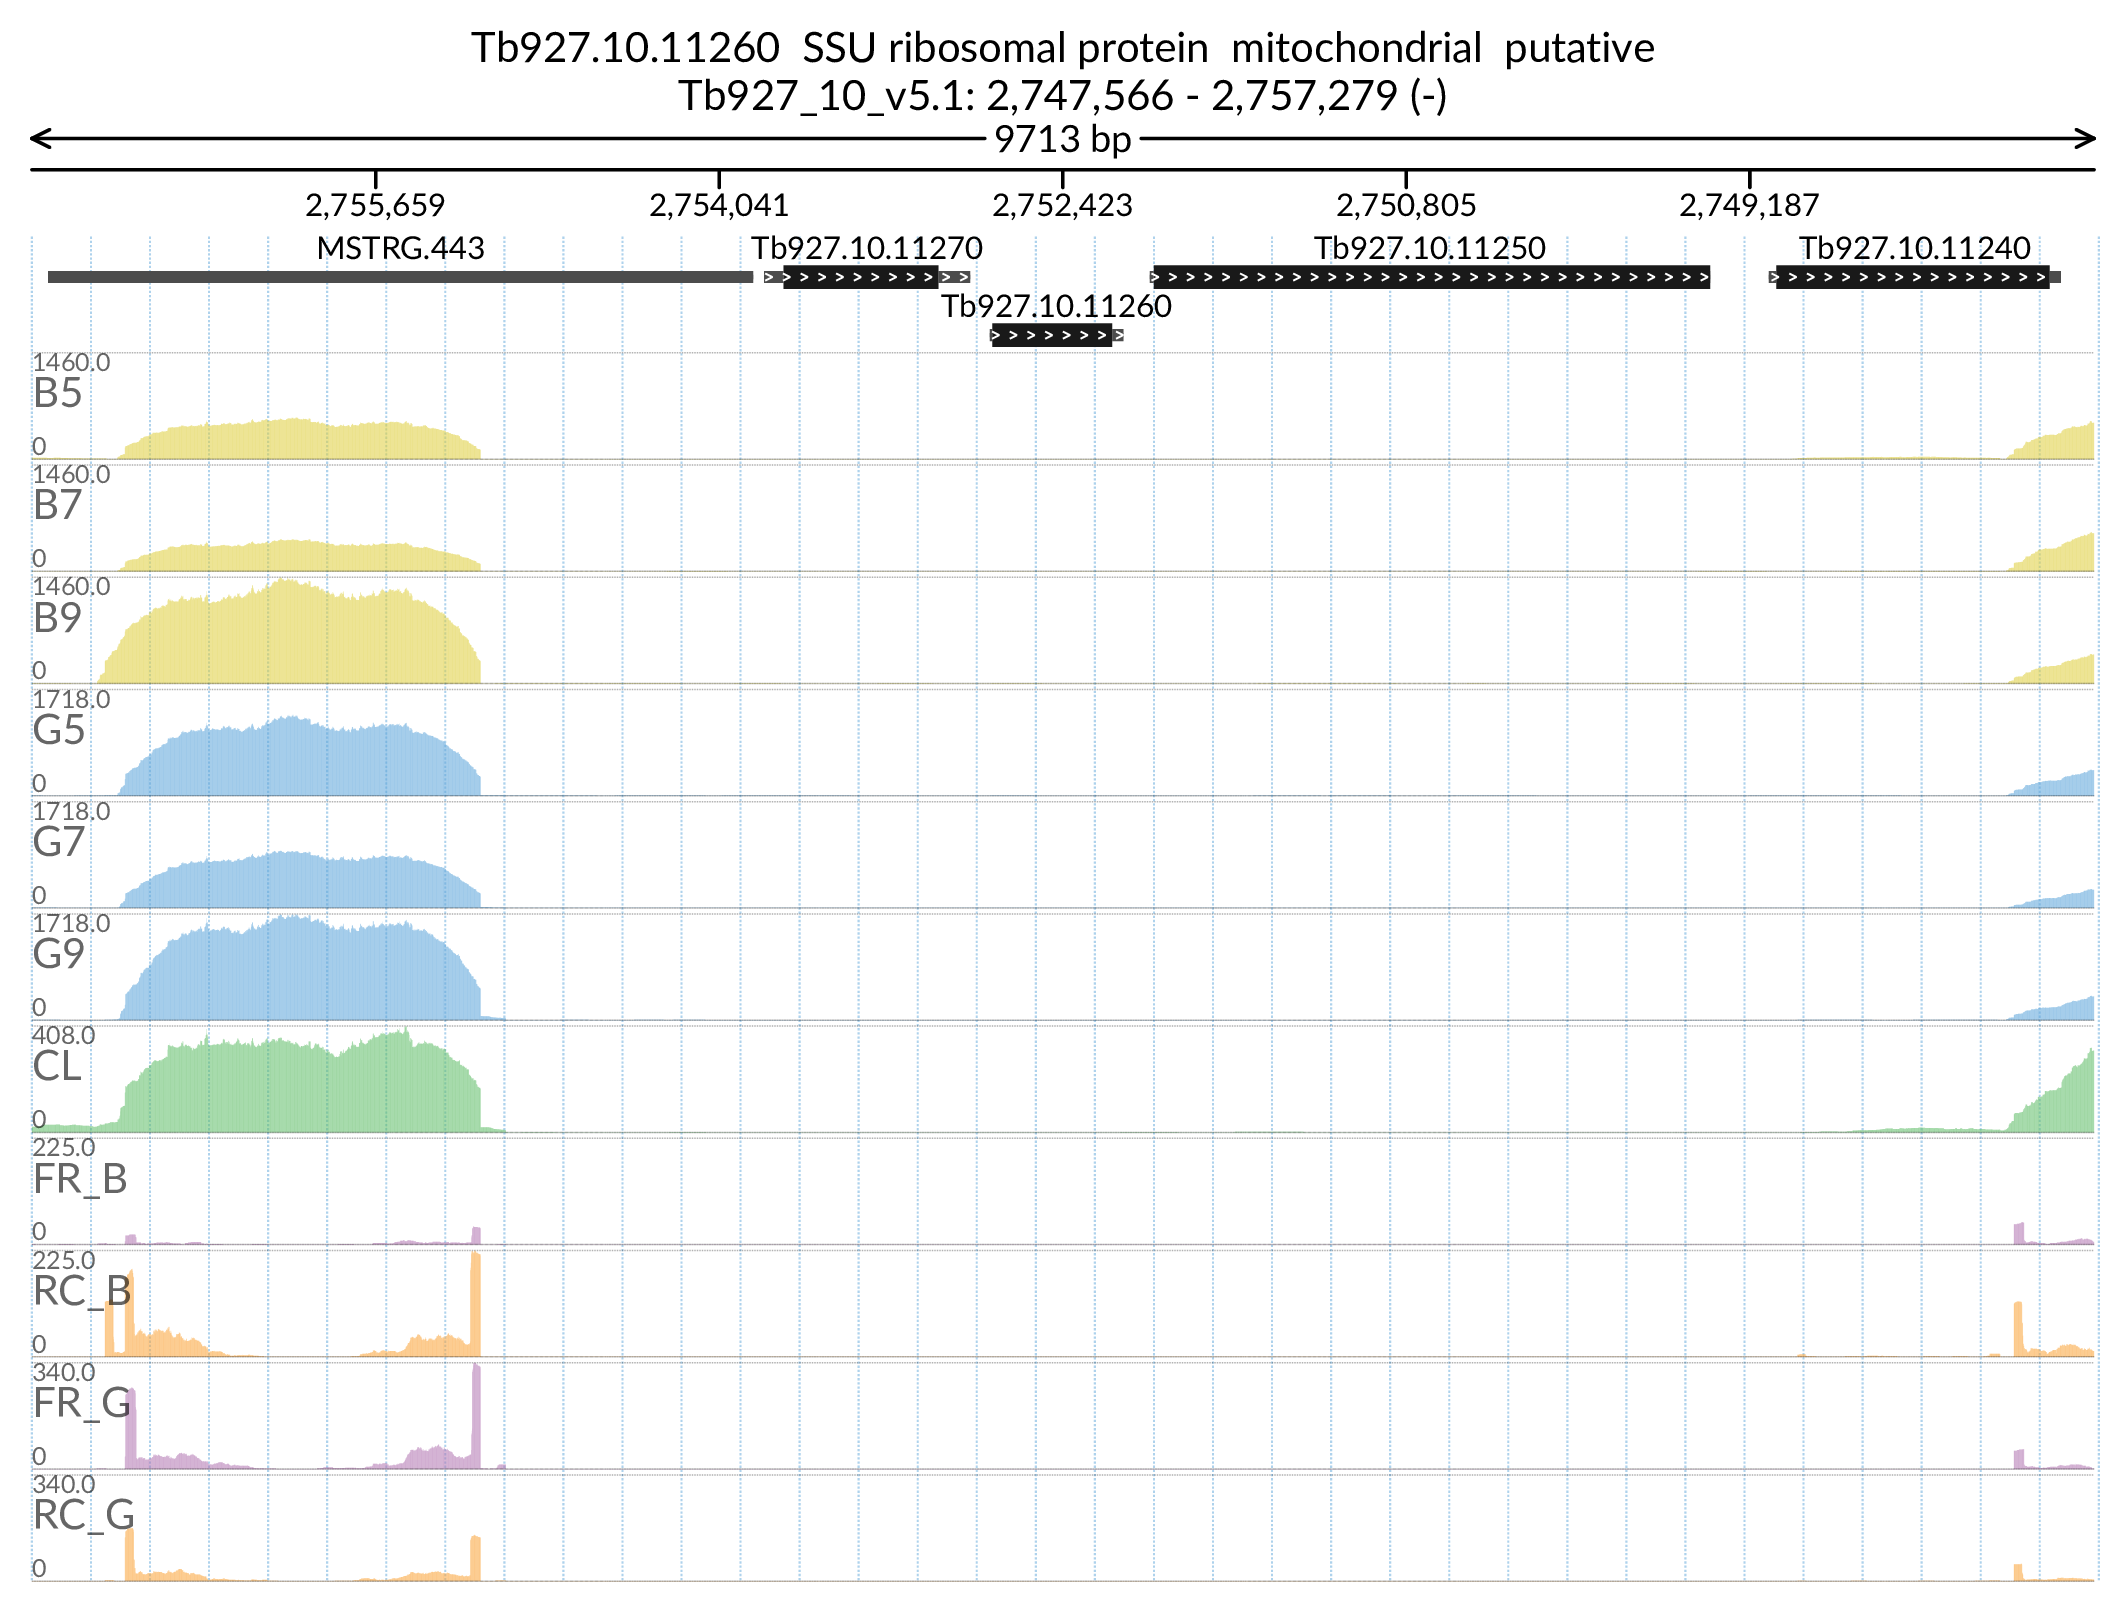 Tb927.10.11260 SSU ribosomal protein mitochondrial putative
Tb927_10_v5.1: 2,747,566 - 2,757,279 (-)
9713 bp
2,755,659 2,754,041 2,752,423 2,750,805 2,749,187
MSTRG.443 Tb927.10.11270 Tb927.10.11250 Tb927.10.11240
Tb927.10.11260
1460.0
B5
0
1460.0
B7
0
1460.0
B9
0
1718.0
G5
0
1718.0
G7
0
1718.0
G9
0
408.0
CL
0
225.0
FR_B
0
225.0
RC_B
0
340.0
FR_G
0
340.0
RC_G
0